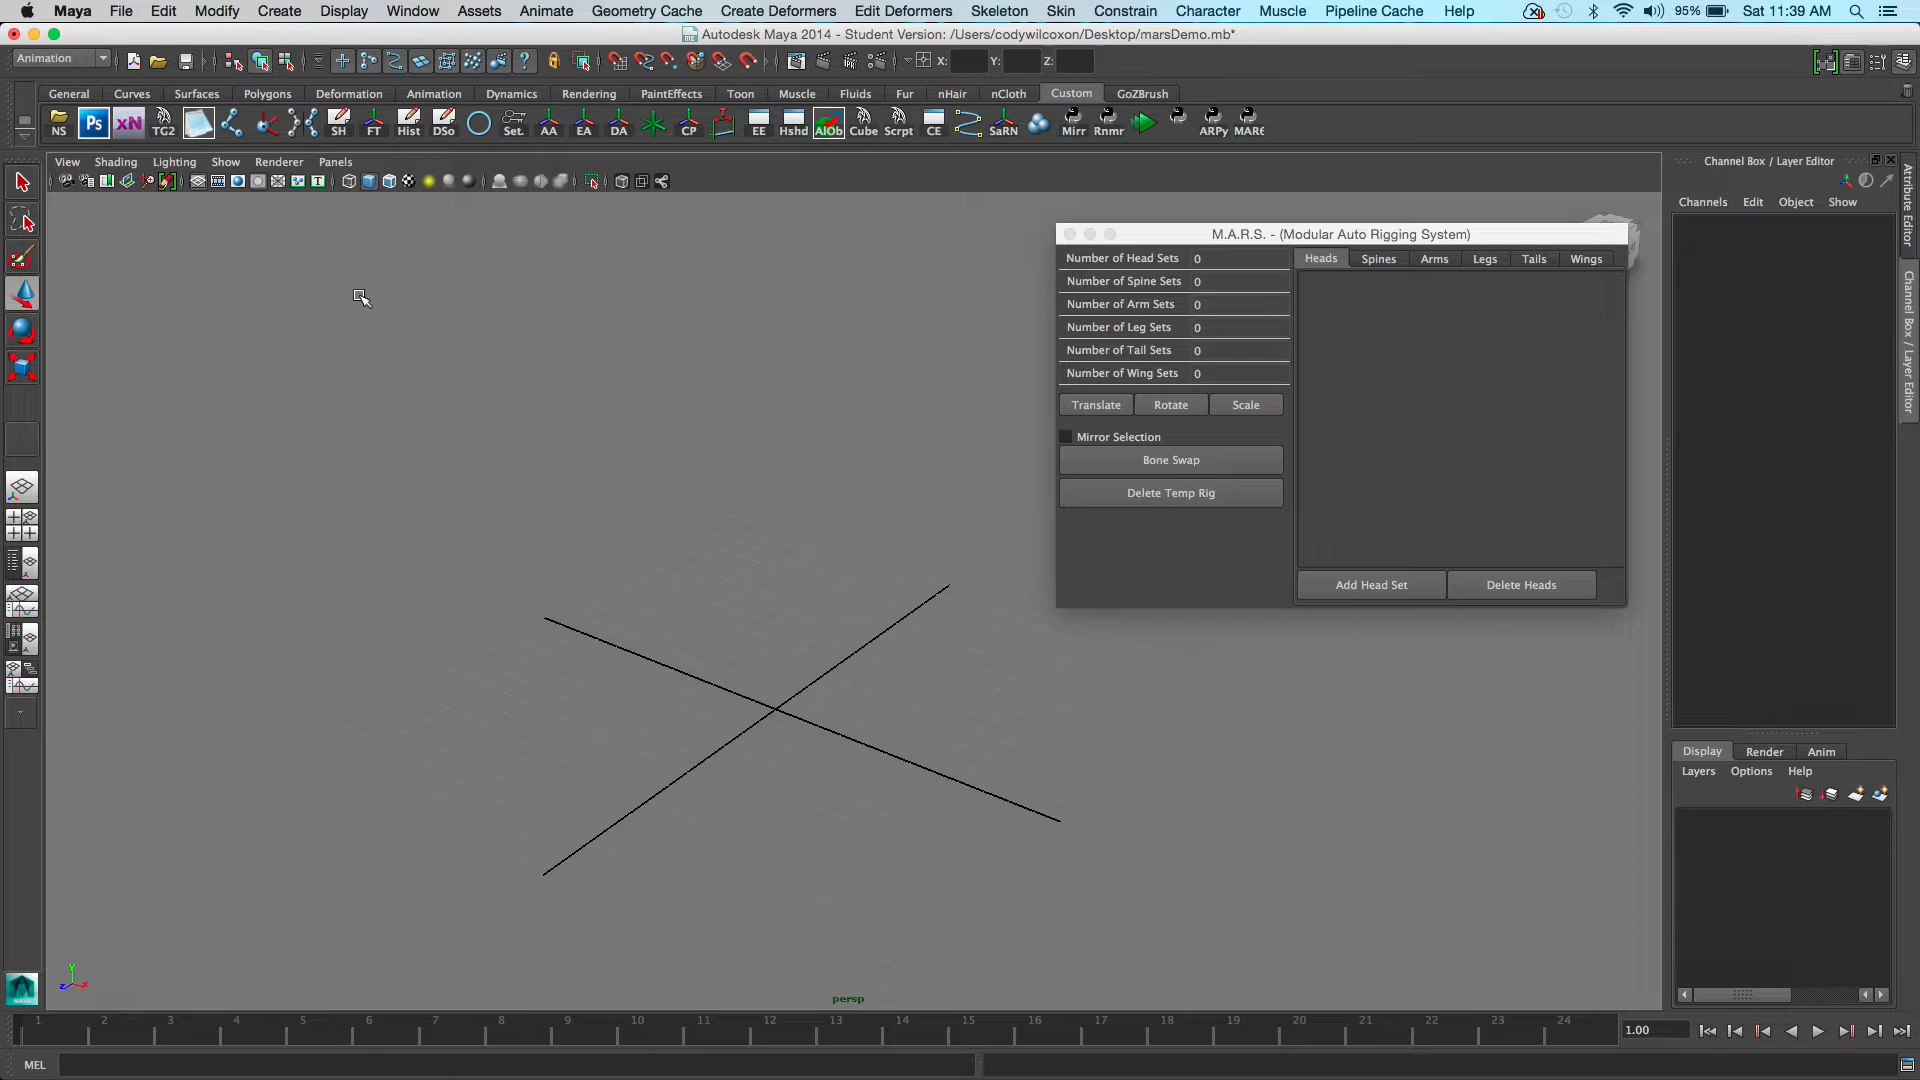 Maya File Edit Modify Create Display Window Assets Animate Geometry Cache Create Deformers Edit Deformers Skeleton Skin Constrain Character Muscle Pipeline Cache Help 95% Sat 11:39 AM
Autodesk Maya 2014 - Student Version: /Users/codywilcoxon/Desktop/marsDemo.mb*
Animation X: Y: Z:
General Curves Surfaces Polygons Deformation Animation Dynamics Rendering PaintEffects Toon Muscle Fluids Fur nHair nCloth Custom GoZBrush
NS Ps xN TG2 SH FT Hist DSo Set. AA EA DA CP EE Hshd AIOb Cube Scrpt CE SaRN Mirr Rnmr ARPy MARS
View Shading Lighting Show Renderer Panels
Channel Box / Layer Editor
Channels Edit Object Show
Attribute Editor
Channel Box / Layer Editor
M.A.R.S. - (Modular Auto Rigging System)
Number of Head Sets 0
Number of Spine Sets 0
Number of Arm Sets 0
Number of Leg Sets 0
Number of Tail Sets 0
Number of Wing Sets 0
Translate Rotate Scale
Mirror Selection
Bone Swap
Delete Temp Rig
Heads Spines Arms Legs Tails Wings
Add Head Set Delete Heads
Display Render Anim
Layers Options Help
y
z x
persp
1 2 3 4 5 6 7 8 9 10 11 12 13 14 15 16 17 18 19 20 21 22 23 24 1.00
MEL